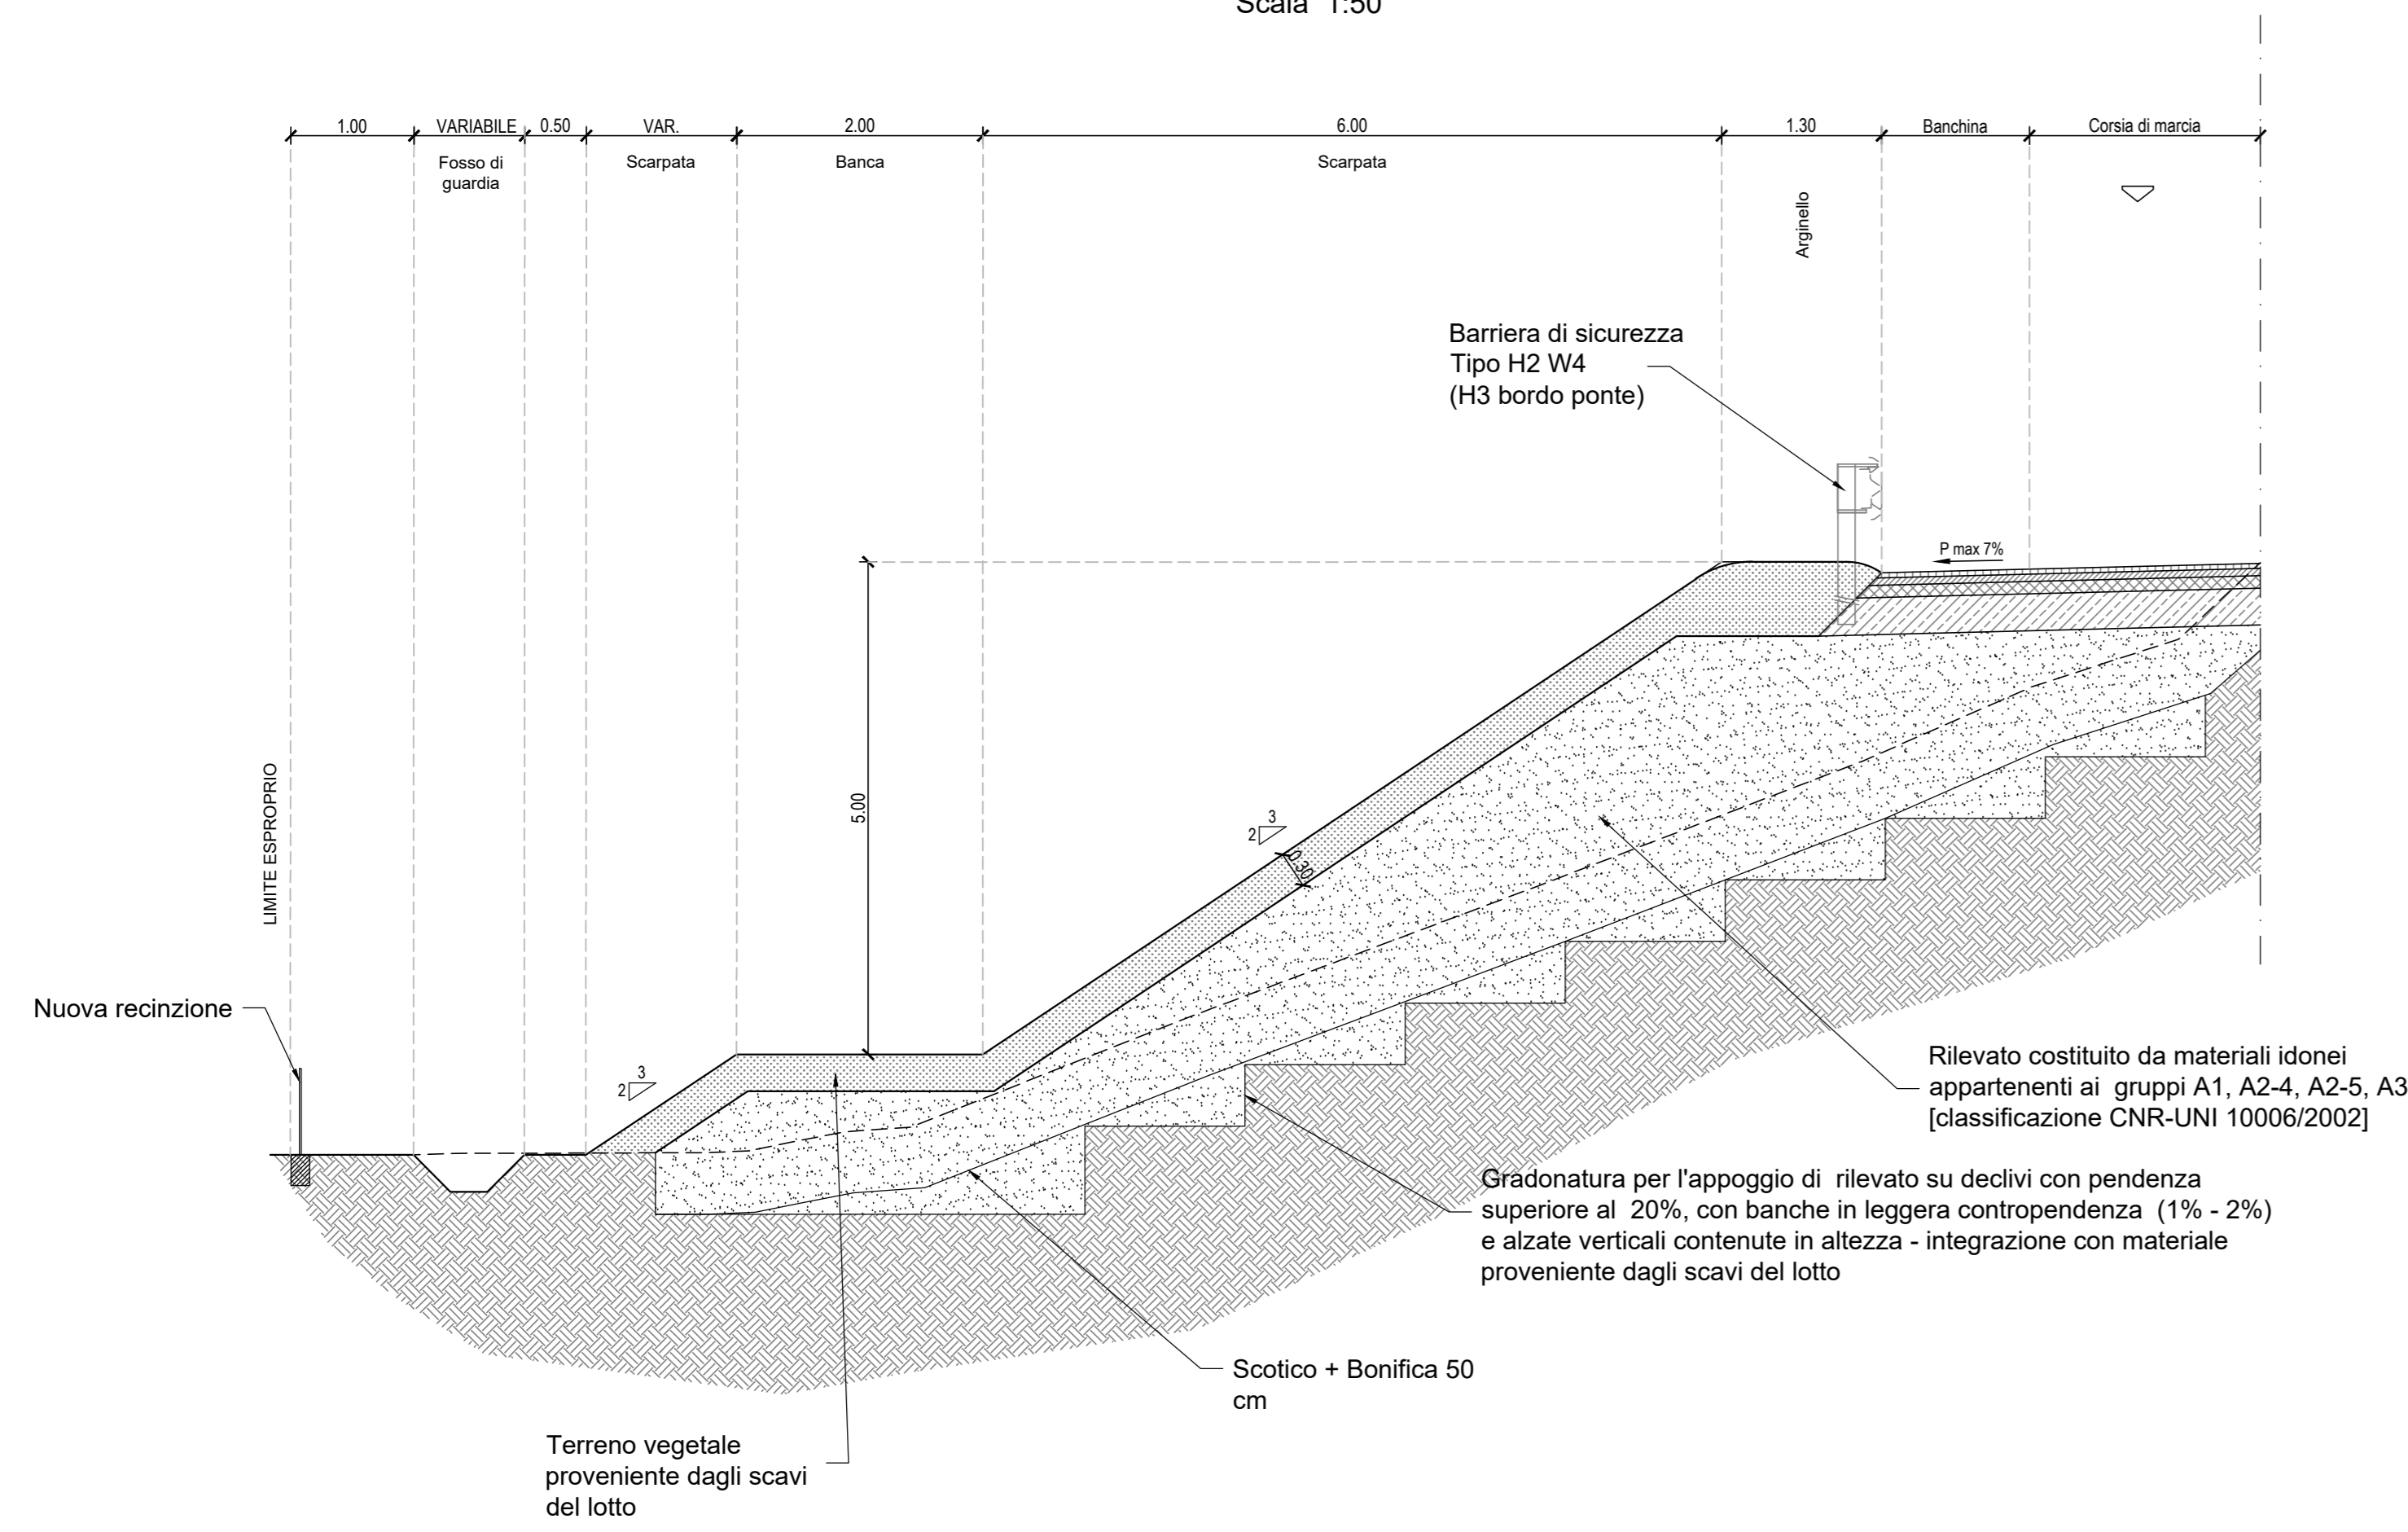 Scala 1:50
1.00
VARIABILE
0.50
VAR.
2.00
6.00
1.30
Banchina
Corsia di marcia
Fosso di
guardia
Scarpata
Banca
Scarpata
Arginello
Barriera di sicurezza
Tipo H2 W4
(H3 bordo ponte)
P max 7%
5.00
LIMITE ESPROPRIO
3
2
0.30
Nuova recinzione
3
2
Rilevato costituito da materiali idonei
appartenenti ai gruppi A1, A2-4, A2-5, A3
[classificazione CNR-UNI 10006/2002]
Gradonatura per l'appoggio di rilevato su declivi con pendenza
superiore al 20%, con banche in leggera contropendenza (1% - 2%)
e alzate verticali contenute in altezza - integrazione con materiale
proveniente dagli scavi del lotto
Scotico + Bonifica 50
cm
Terreno vegetale
proveniente dagli scavi
del lotto